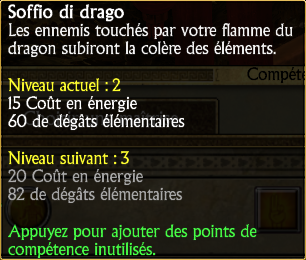 Soffio di drago
Les ennemis touchés par votre flamme du
dragon subiront la colère des éléments.
Compéte
Niveau actuel : 2
15 Coût en énergie
60 de dégâts élémentaires
Niveau suivant : 3
20 Coût en énergie
82 de dégâts élémentaires
Appuyez pour ajouter des points de
compétence inutilisés.